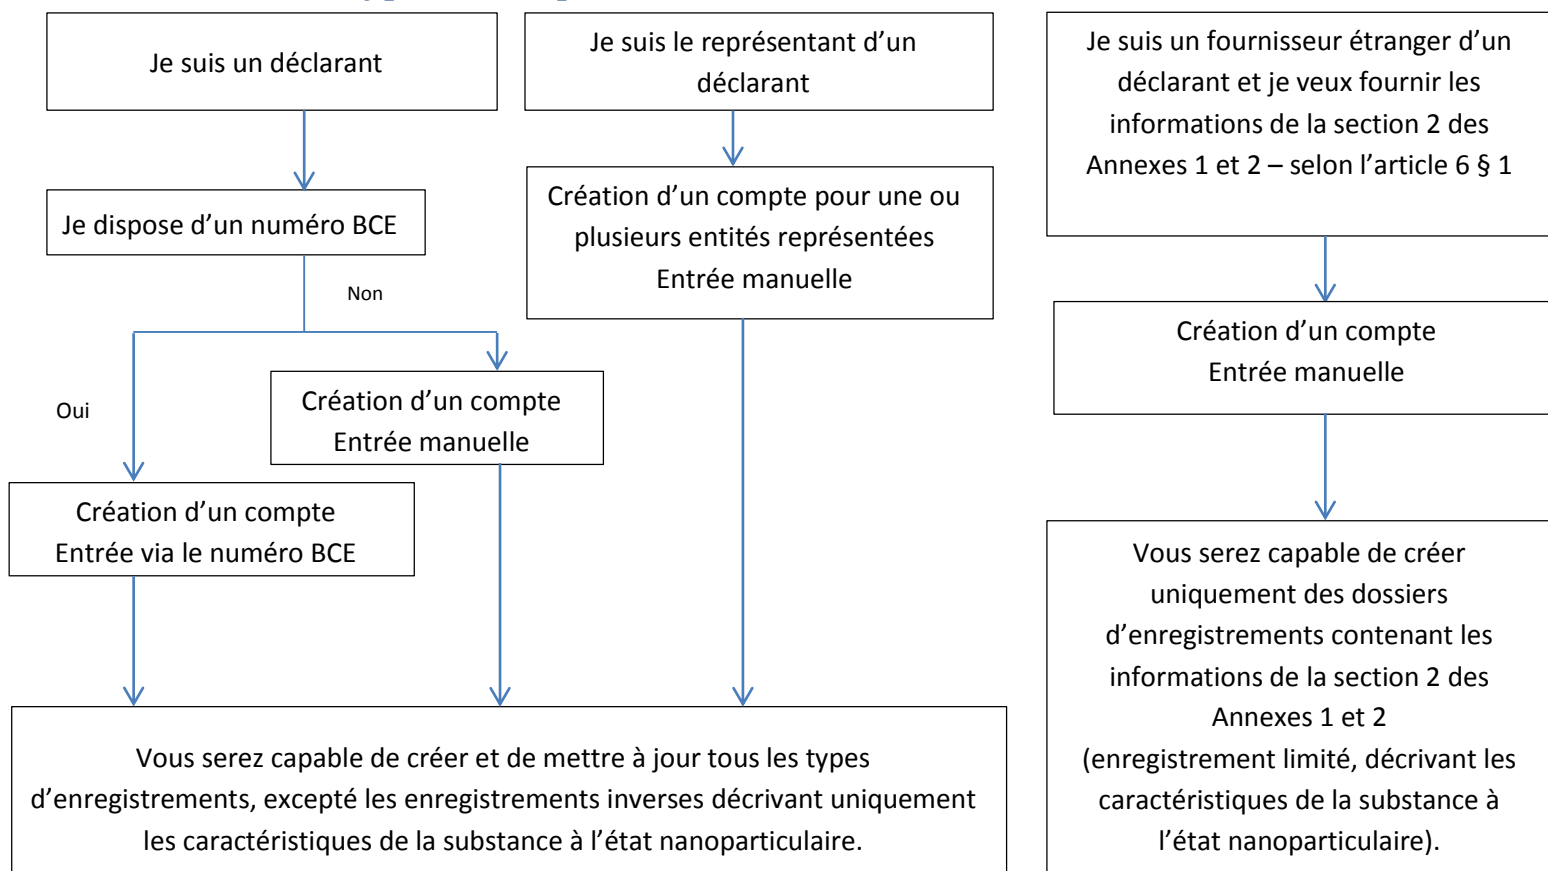 Je suis un déclarant
Je suis le représentant d’un
déclarant
Je suis un fournisseur étranger d’un
déclarant et je veux fournir les
informations de la section 2 des
Annexes 1 et 2 – selon l’article 6 § 1
Je dispose d’un numéro BCE
Création d’un compte pour une ou
plusieurs entités représentées
Entrée manuelle
Non
Oui
Création d’un compte
Entrée manuelle
Création d’un compte
Entrée manuelle
Création d’un compte
Entrée via le numéro BCE
Vous serez capable de créer et de mettre à jour tous les types
d’enregistrements, excepté les enregistrements inverses décrivant uniquement
les caractéristiques de la substance à l’état nanoparticulaire.
Vous serez capable de créer
uniquement des dossiers
d’enregistrements contenant les
informations de la section 2 des
Annexes 1 et 2
(enregistrement limité, décrivant les
caractéristiques de la substance à
l’état nanoparticulaire).